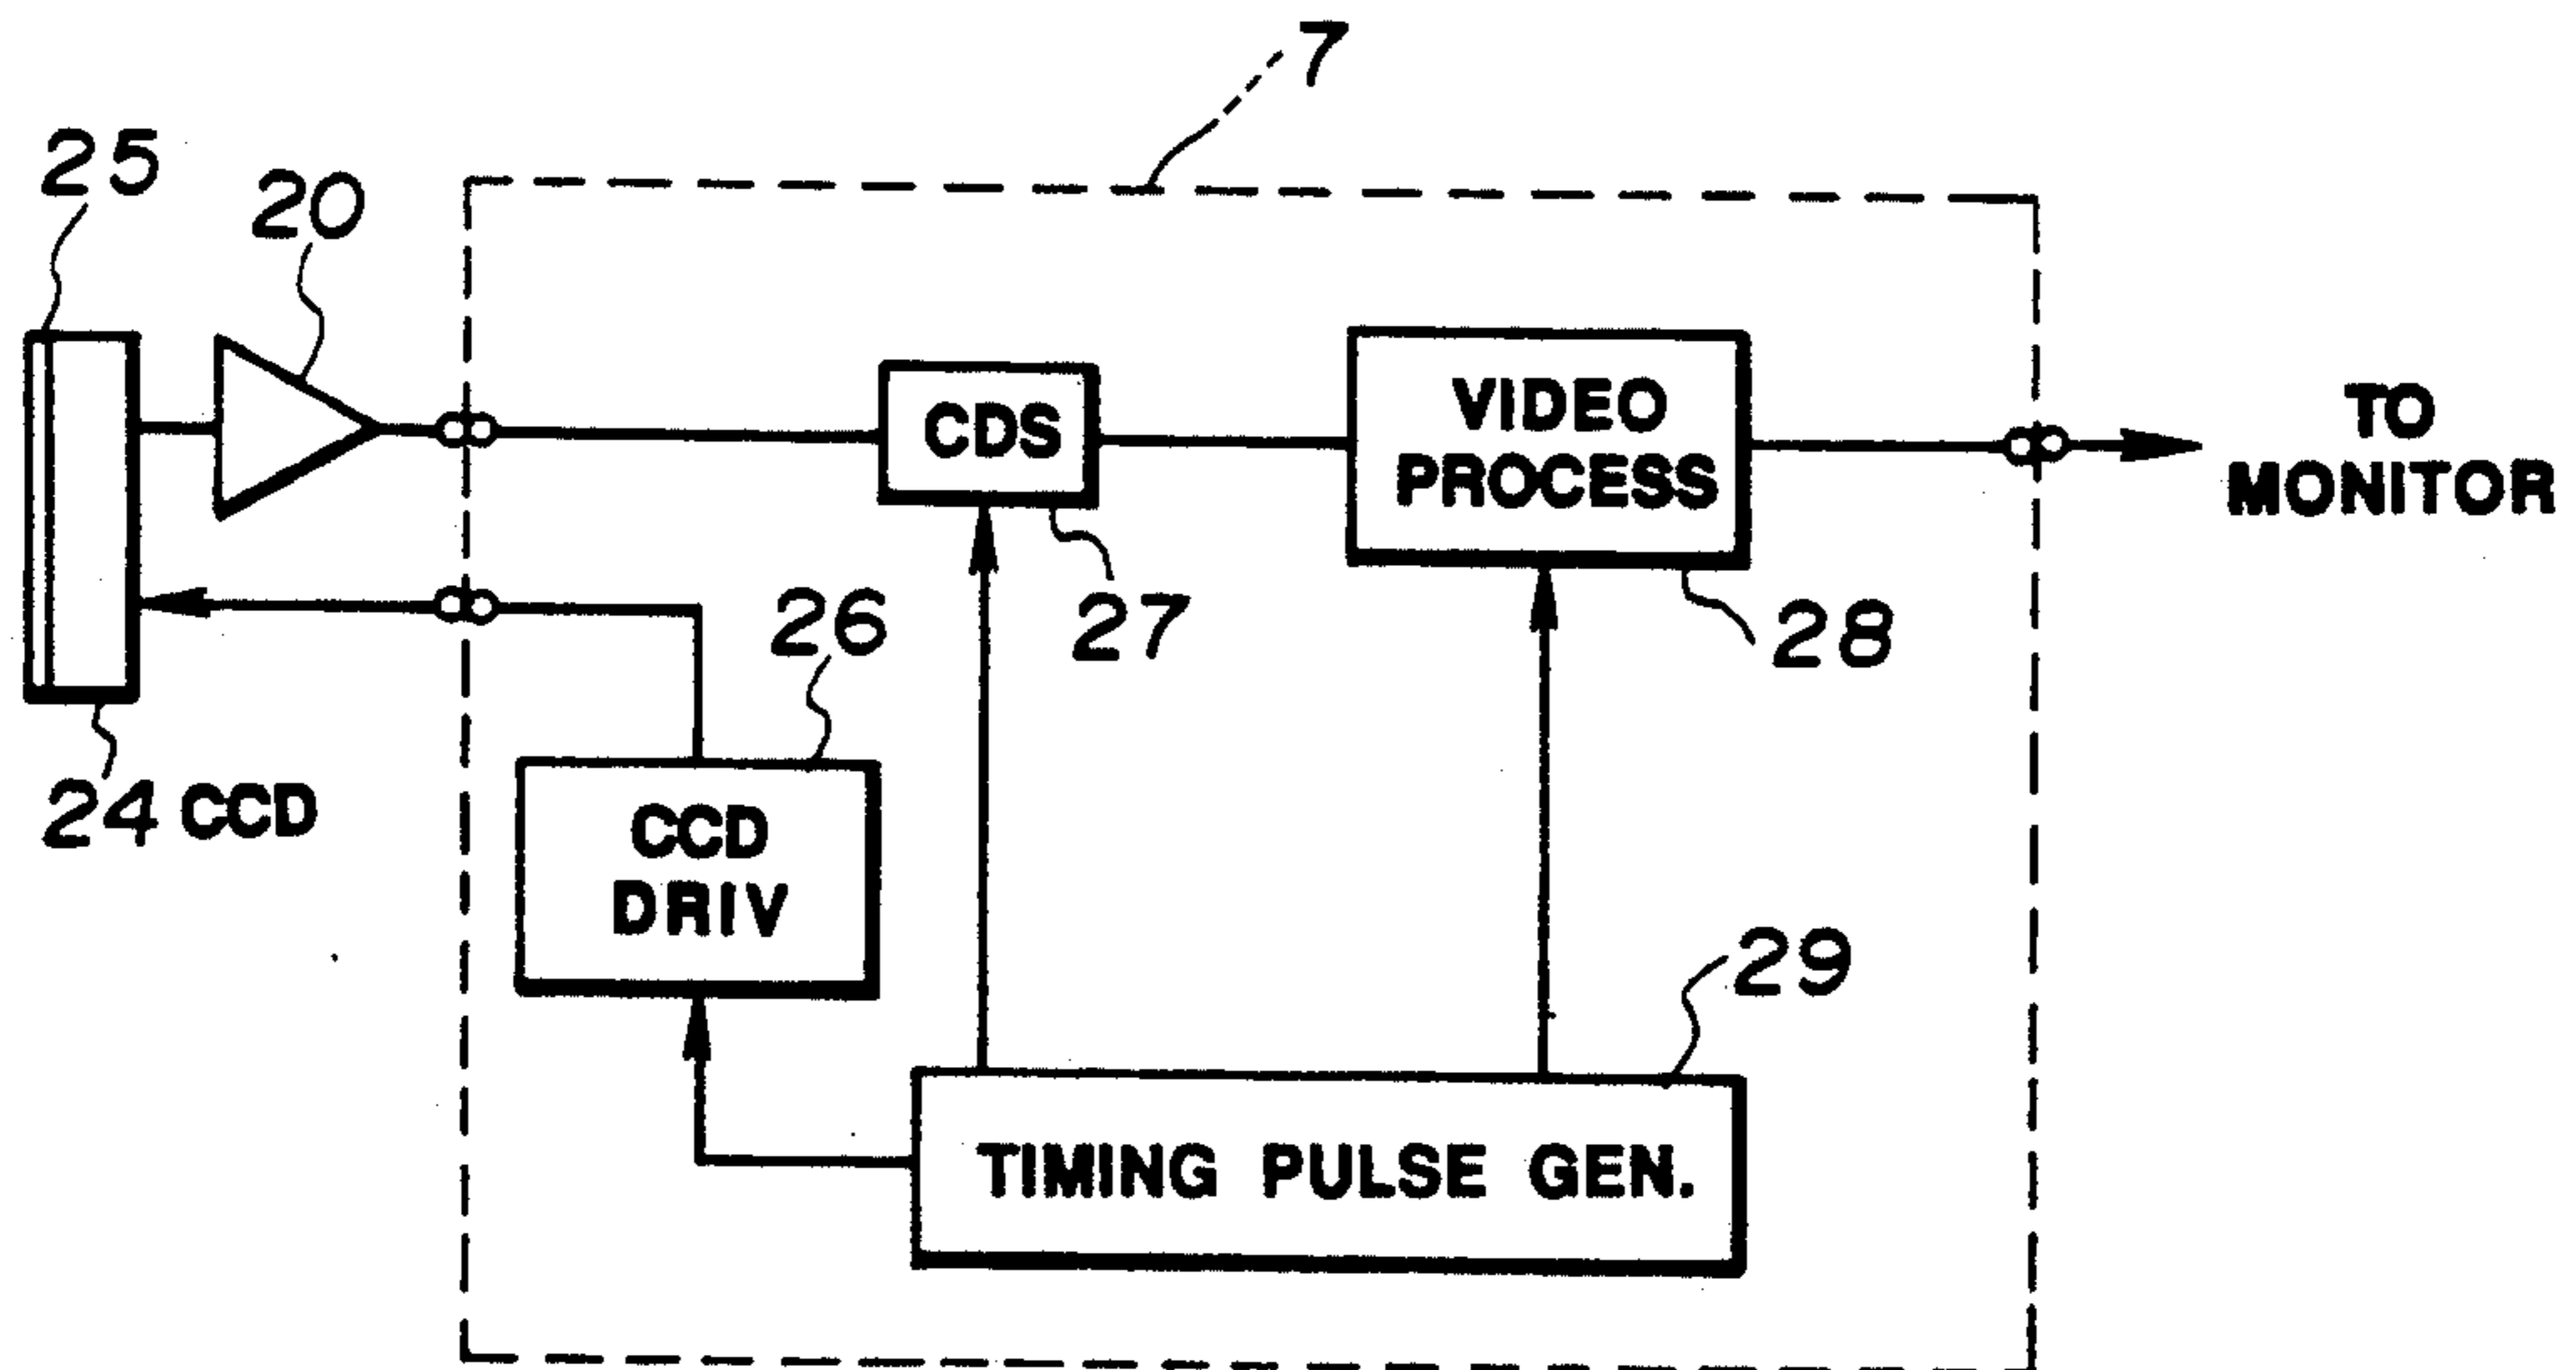 7
25
20
CDS
VIDEO
PROCESS
TO
MONITOR
26
27
28
24 CCD
CCD
DRIV
29
TIMING PULSE GEN.